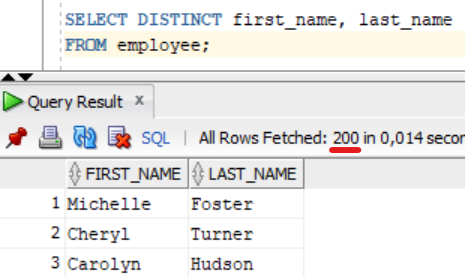 SELECT DISTINCT first_name, last_name
FROM employee;
Query Result x
SQL | All Rows Fetched: 200 in 0,014 secon
FIRST_NAME LAST_NAME
1 Michelle Foster
2 Cheryl Turner
3 Carolyn Hudson